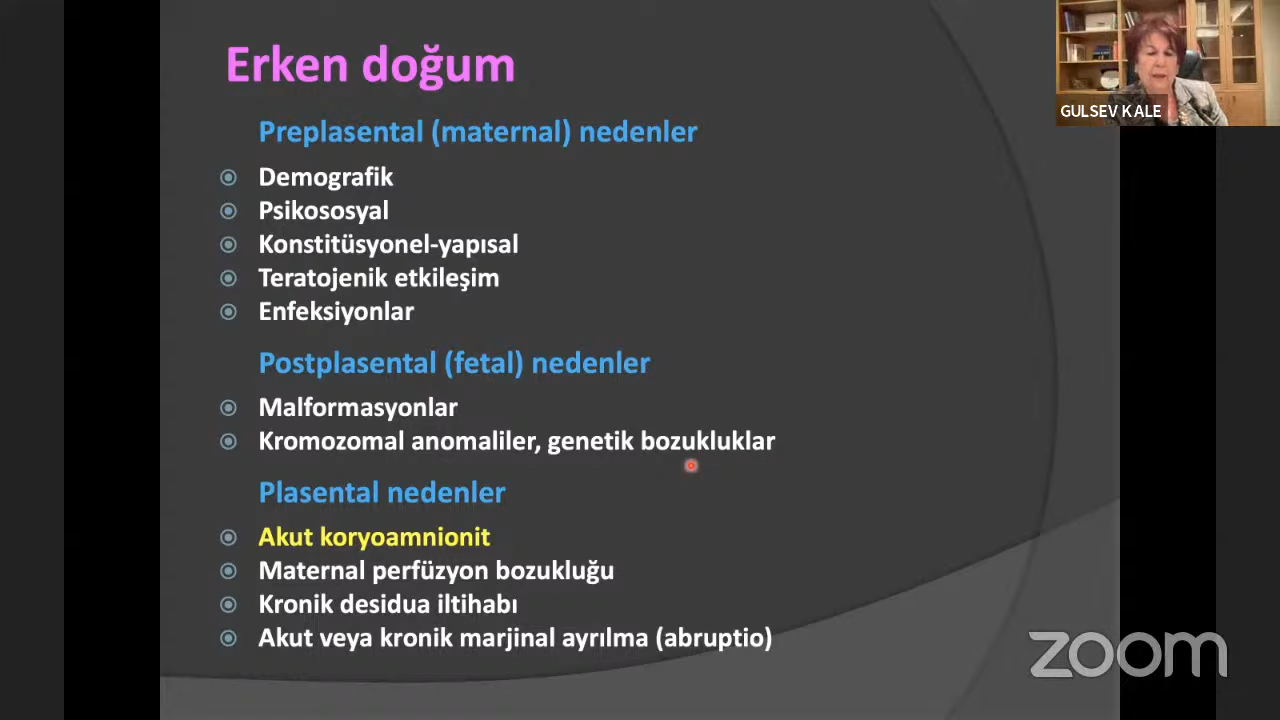 Erken doğum
GULSEV KALE
Preplasental (maternal) nedenler
Demografik
Psikososyal
Konstitüsyonel-yapısal
Teratojenik etkileşim
Enfeksiyonlar
Postplasental (fetal) nedenler
Malformasyonlar
Kromozomal anomaliler, genetik bozukluklar
Plasental nedenler
Akut koryoamnionit
Maternal perfüzyon bozukluğu
Kronik desidua iltihabı
Akut veya kronik marjinal ayrılma (abruptio)
zoom